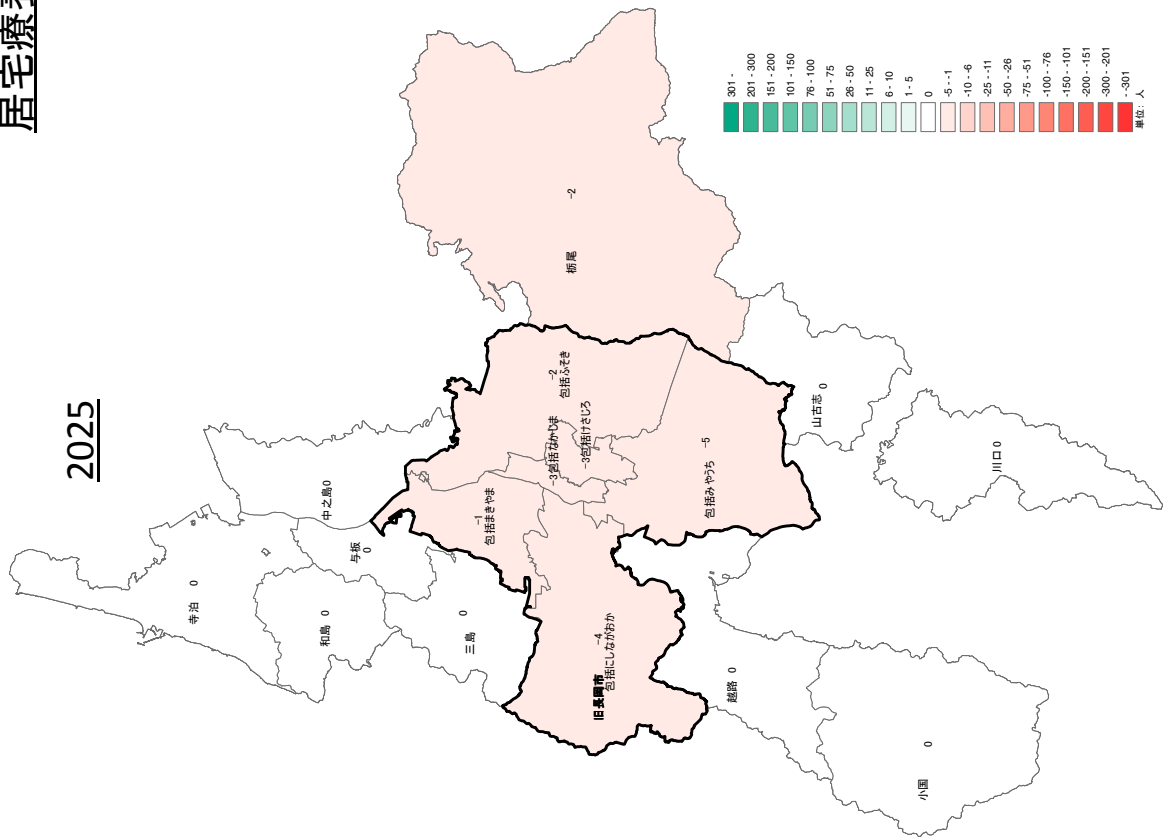 居宅療
2025
寺泊 0
中之島0
与板
0
和島 0
三島 0
-1
包括まきやま
-3包括なかじま
-2
包括ふそき
-3包括けさじろ
-2
栃尾
-4
包括にしながおか
旧長岡市
-5
包括みやうち
越路 0
山古志 0
川口 0
小国 0
301 -
201 - 300
151 - 200
101 - 150
76 - 100
51 - 75
26 - 50
11 - 25
6 - 10
1 - 5
0
-5 - -1
-10 - -6
-25 - -11
-50 - -26
-75 - -51
-100 - -76
-150 - -101
-200 - -151
-300 - -201
- -301
単位: 人